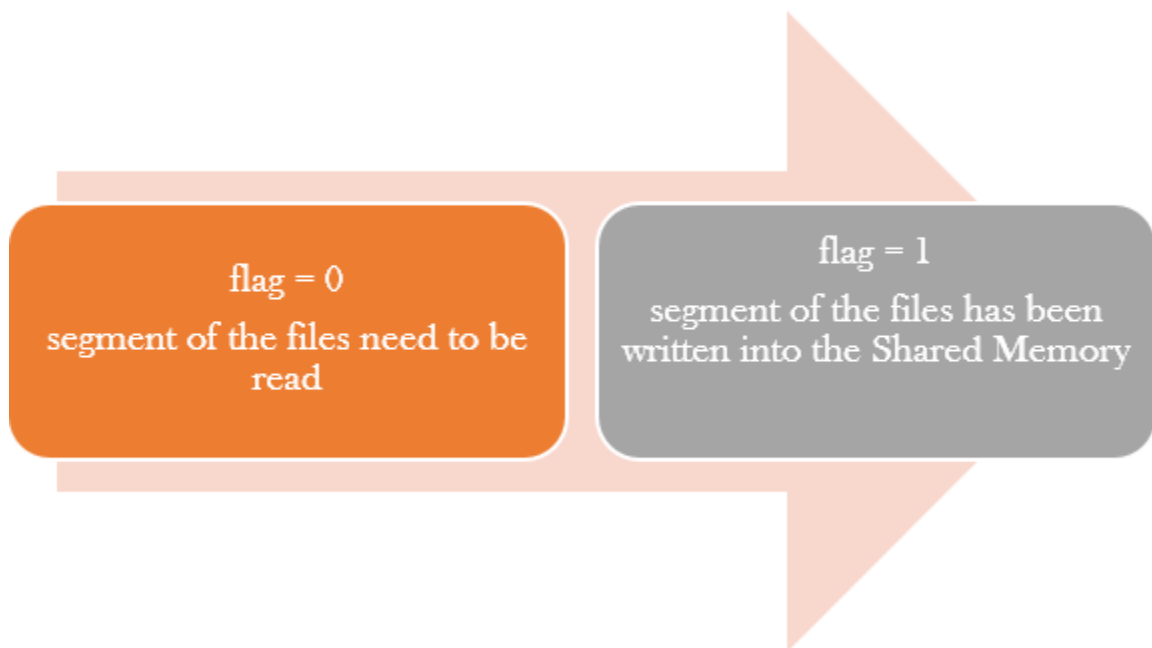 flag = 0
segment of the files need to be
read
flag = 1
segment of the files has been
written into the Shared Memory